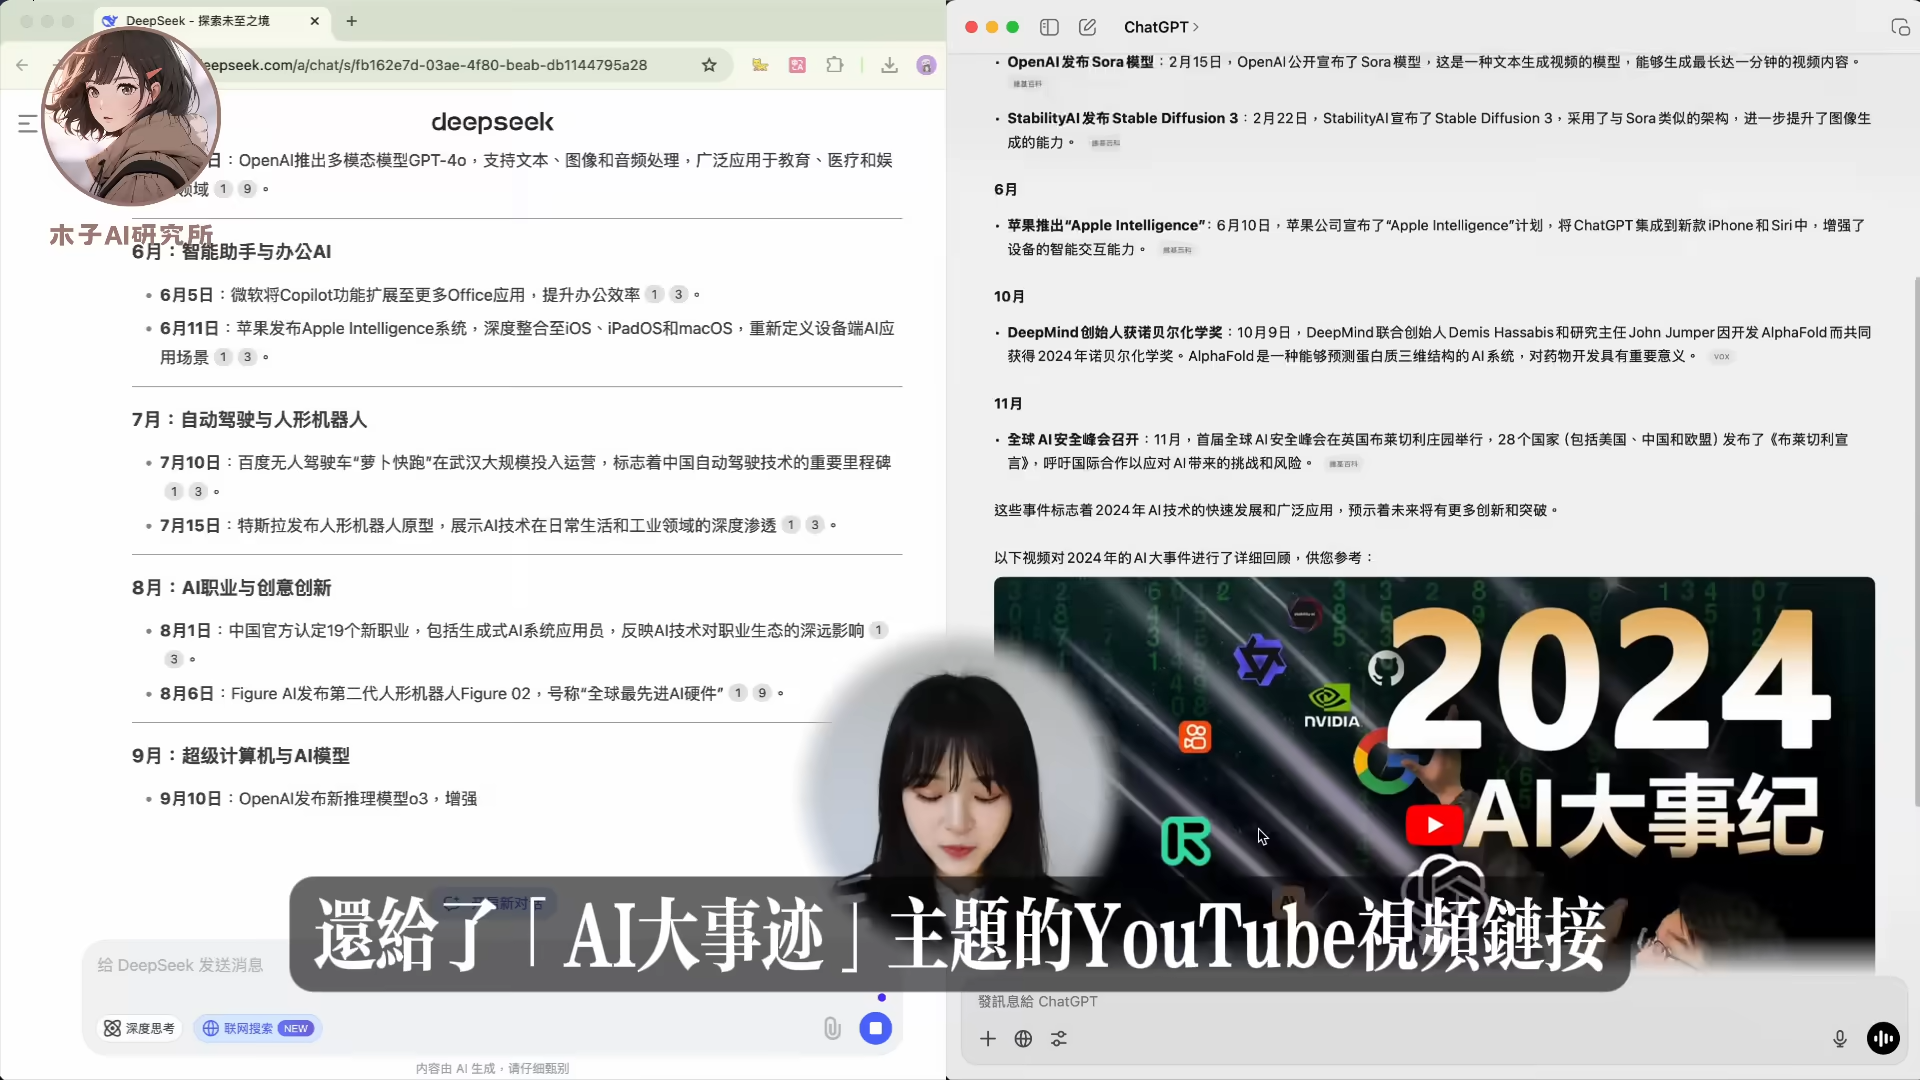 DeepSeek - 探索未至之境
eepseek.com/a/chat/s/fb162e7d-03ae-4f80-beab-db1144795a28
木子AI研究所
deepseek
日：OpenAI推出多模态模型GPT-4o，支持文本、图像和音频处理，广泛应用于教育、医疗和娱
领域 1 9 。
6月：智能助手与办公AI
• 6月5日：微软将Copilot功能扩展至更多Office应用，提升办公效率 1 3 。
• 6月11日：苹果发布Apple Intelligence系统，深度整合至iOS、iPadOS和macOS，重新定义设备端AI应
用场景 1 3 。
7月：自动驾驶与人形机器人
• 7月10日：百度无人驾驶车“萝卜快跑”在武汉大规模投入运营，标志着中国自动驾驶技术的重要里程碑
1 3 。
• 7月15日：特斯拉发布人形机器人原型，展示AI技术在日常生活和工业领域的深度渗透 1 3 。
8月：AI职业与创意创新
• 8月1日：中国官方认定19个新职业，包括生成式AI系统应用员，反映AI技术对职业生态的深远影响 1
3 。
• 8月6日：Figure AI发布第二代人形机器人Figure 02，号称“全球最先进AI硬件” 1 9 。
9月：超级计算机与AI模型
• 9月10日：OpenAI发布新推理模型o3，增强
给 DeepSeek 发送消息
深度思考
联网搜索 NEW
内容由 AI 生成，请仔细甄别
ChatGPT
• OpenAI发布Sora模型：2月15日，OpenAI公开宣布了Sora模型，这是一种文本生成视频的模型，能够生成最长达一分钟的视频内容。
維基百科
• StabilityAI发布Stable Diffusion 3：2月22日，StabilityAI宣布了Stable Diffusion 3，采用了与Sora类似的架构，进一步提升了图像生
成的能力。 維基百科
6月
• 苹果推出“Apple Intelligence”：6月10日，苹果公司宣布了“Apple Intelligence”计划，将ChatGPT集成到新款iPhone和Siri中，增强了
设备的智能交互能力。 維基百科
10月
• DeepMind创始人获诺贝尔化学奖：10月9日，DeepMind联合创始人Demis Hassabis和研究主任John Jumper因开发AlphaFold而共同
获得2024年诺贝尔化学奖。AlphaFold是一种能够预测蛋白质三维结构的AI系统，对药物开发具有重要意义。 vox
11月
• 全球AI安全峰会召开：11月，首届全球AI安全峰会在英国布莱切利庄园举行，28个国家（包括美国、中国和欧盟）发布了《布莱切利宣
言》，呼吁国际合作以应对AI带来的挑战和风险。 維基百科
这些事件标志着2024年AI技术的快速发展和广泛应用，预示着未来将有更多创新和突破。
以下视频对2024年的AI大事件进行了详细回顾，供您参考：
2024
NVIDIA
AI大事纪
還給了「AI大事迹」主題的YouTube視頻鏈接
發訊息給 ChatGPT